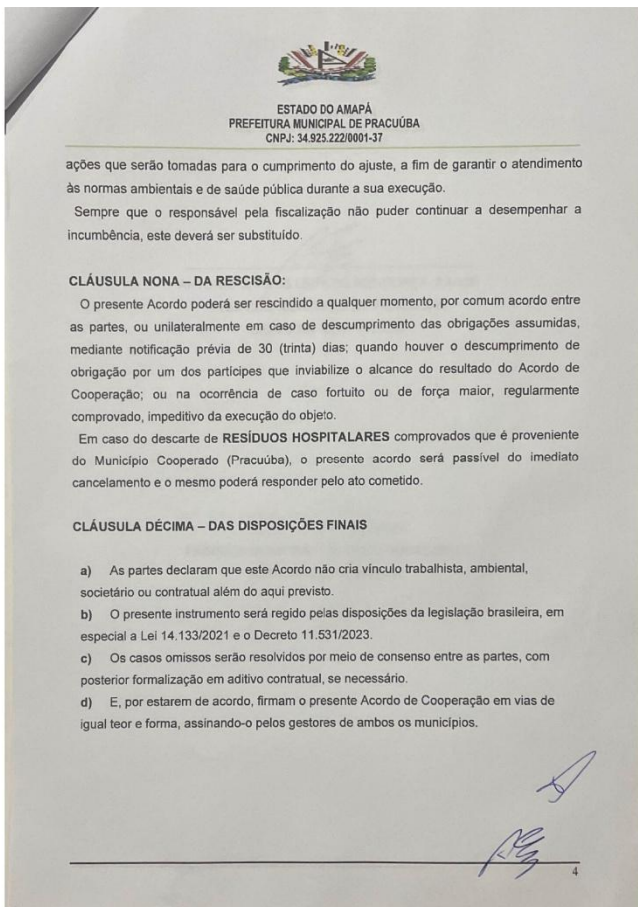 ESTADO DO AMAPÁ
PREFEITURA MUNICIPAL DE PRACUÚBA
CNPJ: 34.925.222/0001-37
ações que serão tomadas para o cumprimento do ajuste, a fim de garantir o atendimento
às normas ambientais e de saúde pública durante a sua execução.
Sempre que o responsável pela fiscalização não puder continuar a desempenhar a
incumbência, este deverá ser substituído.
CLÁUSULA NONA – DA RESCISÃO:
O presente Acordo poderá ser rescindido a qualquer momento, por comum acordo entre
as partes, ou unilateralmente em caso de descumprimento das obrigações assumidas,
mediante notificação prévia de 30 (trinta) dias; quando houver o descumprimento de
obrigação por um dos partícipes que inviabilize o alcance do resultado do Acordo de
Cooperação; ou na ocorrência de caso fortuito ou de força maior, regularmente
comprovado, impeditivo da execução do objeto.
Em caso do descarte de RESÍDUOS HOSPITALARES comprovados que é proveniente
do Município Cooperado (Pracuúba), o presente acordo será passível do imediato
cancelamento e o mesmo poderá responder pelo ato cometido.
CLÁUSULA DÉCIMA – DAS DISPOSIÇÕES FINAIS
a) As partes declaram que este Acordo não cria vínculo trabalhista, ambiental,
societário ou contratual além do aqui previsto.
b) O presente instrumento será regido pelas disposições da legislação brasileira, em
especial a Lei 14.133/2021 e o Decreto 11.531/2023.
c) Os casos omissos serão resolvidos por meio de consenso entre as partes, com
posterior formalização em aditivo contratual, se necessário.
d) E, por estarem de acordo, firmam o presente Acordo de Cooperação em vias de
igual teor e forma, assinando-o pelos gestores de ambos os municípios.
4